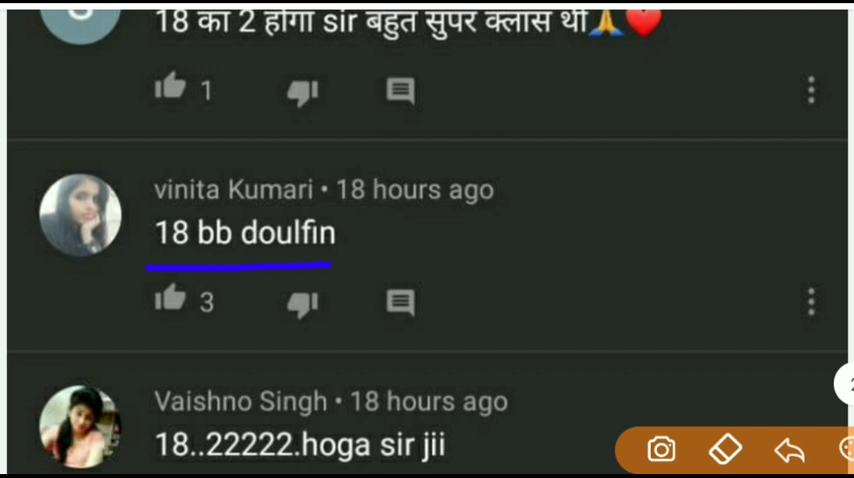 18 का 2 होगा sir बहुत सुपर क्लास थी🙏❤️
1
vinita Kumari • 18 hours ago
18 bb doulfin
3
Vaishno Singh • 18 hours ago
18..22222.hoga sir jii